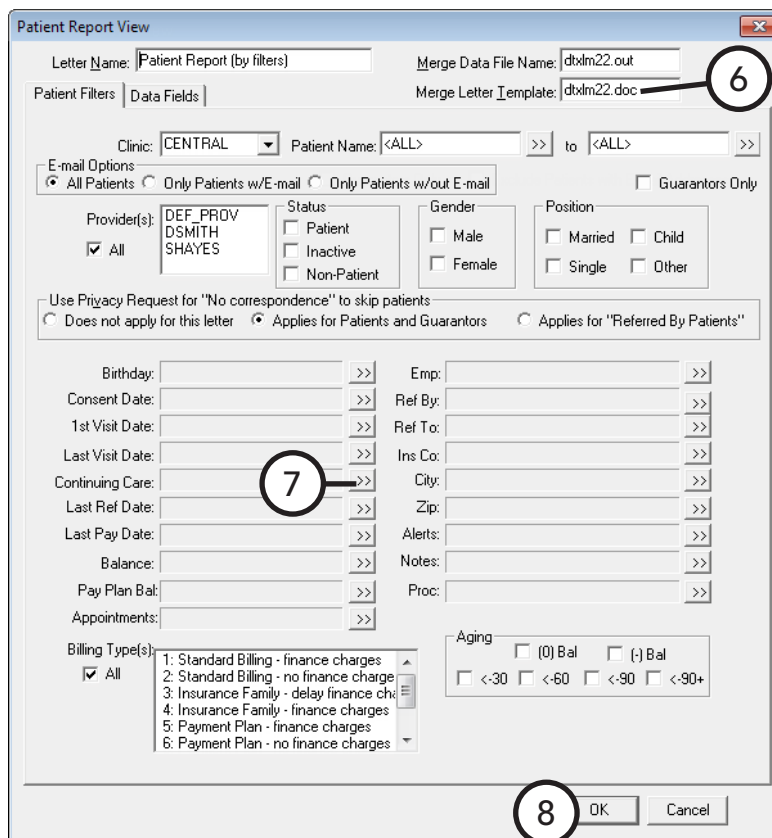 Patient Report View
Letter Name: Patient Report (by filters) Merge Data File Name: dtxlm22.out
Merge Letter Template: dtxlm22.doc 6
Patient Filters Data Fields
Clinic: CENTRAL Patient Name: <ALL> >> to <ALL> >>
E-mail Options
All Patients Only Patients w/E-mail Only Patients w/out E-mail Guarantors Only
Provider(s): DEF_PROV Status Gender Position
All DSMITH Patient Male Married Child
SHAYES Inactive Female Single Other
Non-Patient
Use Privacy Request for "No correspondence" to skip patients
Does not apply for this letter Applies for Patients and Guarantors Applies for "Referred By Patients"
Birthday: >> Emp: >>
Consent Date: >> Ref By: >>
1st Visit Date: >> Ref To: >>
Last Visit Date: >> Ins Co: >>
Continuing Care: 7 >> City: >>
Last Ref Date: >> Zip: >>
Last Pay Date: >> Alerts: >>
Balance: >> Notes: >>
Pay Plan Bal: >> Proc: >>
Appointments: >>
Billing Type(s): Aging
All 1: Standard Billing - finance charges (0) Bal (-) Bal
2: Standard Billing - no finance charge <-30 <-60 <-90 <-90+
3: Insurance Family - delay finance cha
4: Insurance Family - finance charges
5: Payment Plan - finance charges
6: Payment Plan - no finance charges
8 OK Cancel